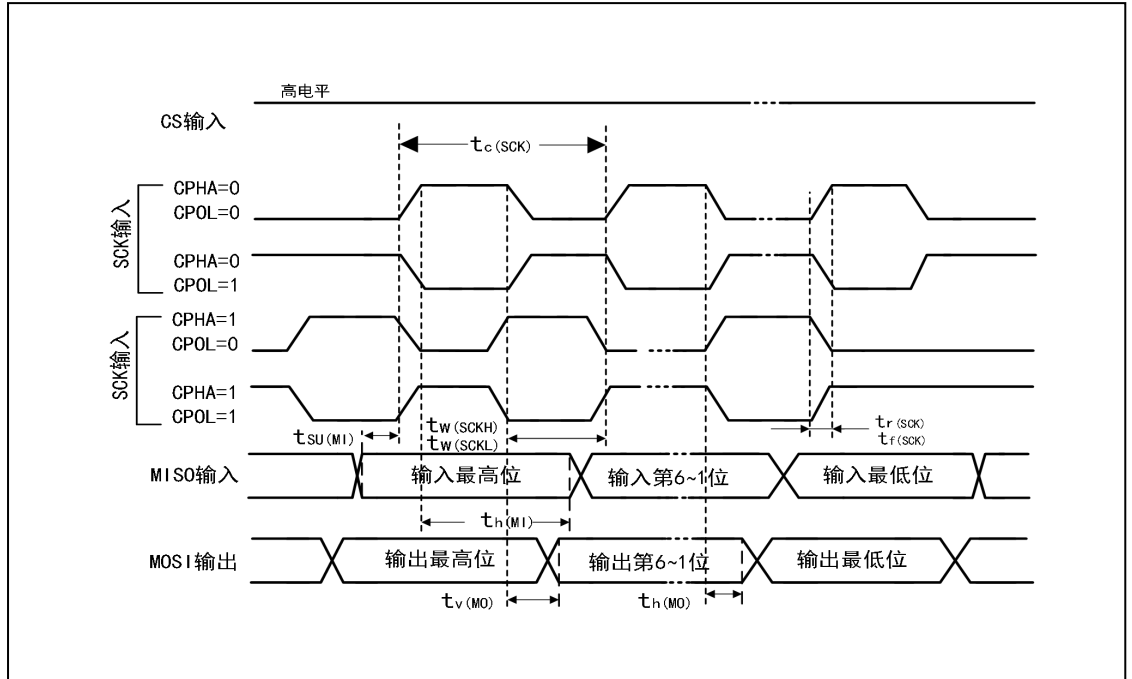 高电平
CS输入
tc(SCK)
SCK输入
CPHA=0
CPOL=0
CPHA=0
CPOL=1
SCK输入
CPHA=1
CPOL=0
CPHA=1
CPOL=1
tSU(MI)
tW(SCKH)
tW(SCKL)
tr(SCK)
tf(SCK)
MISO输入
输入最高位
输入第6~1位
输入最低位
th(MI)
MOSI输出
输出最高位
输出第6~1位
输出最低位
tv(MO)
th(MO)